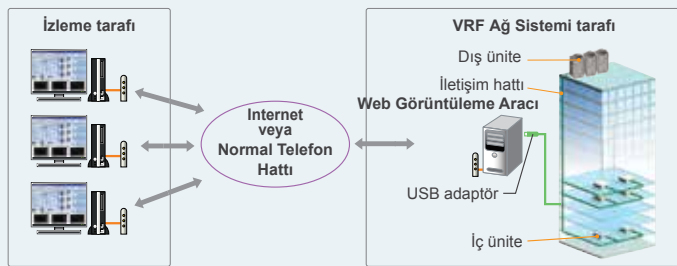 İzleme tarafı
Internet
veya
Normal Telefon
Hattı
VRF Ağ Sistemi tarafı
Dış ünite
İletişim hattı
Web Görüntüleme Aracı
USB adaptör
İç ünite